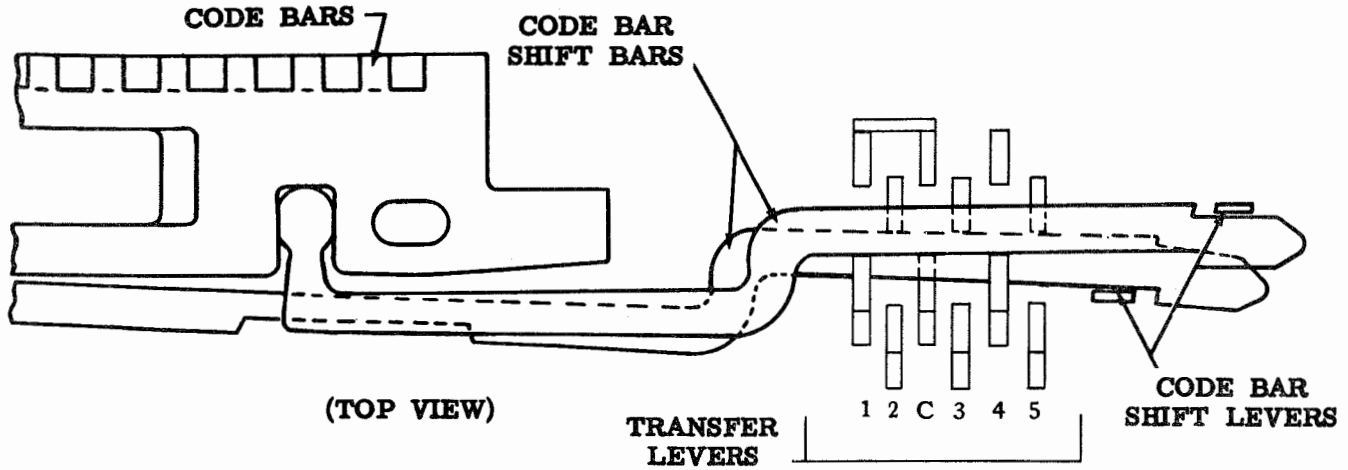 CODE BARS
CODE BAR
SHIFT BARS
(TOP VIEW)
1 2 C 3 4 5
TRANSFER
LEVERS
CODE BAR
SHIFT LEVERS